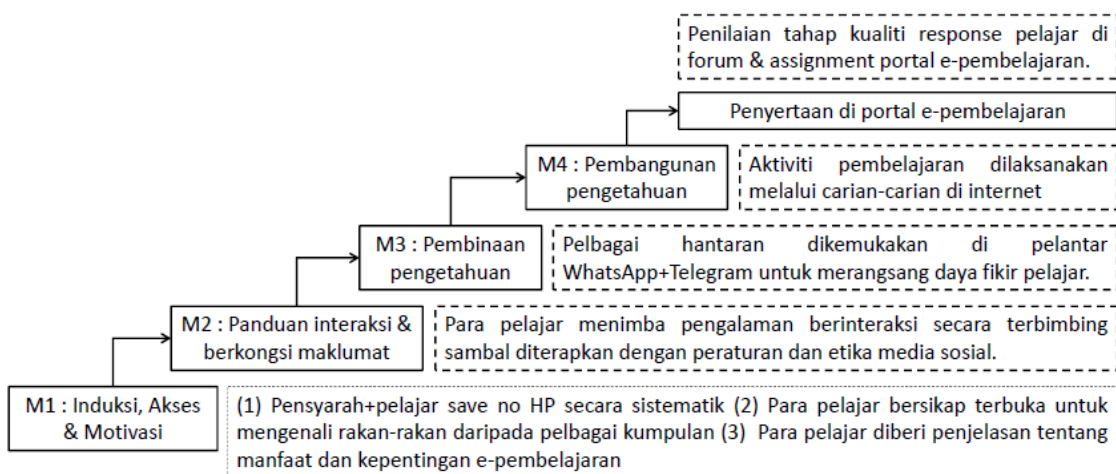 Penilaian tahap kualiti response pelajar di
forum & assignment portal e-pembelajaran.
Penyertaan di portal e-pembelajaran
M4 : Pembangunan
pengetahuan
Aktiviti pembelajaran dilaksanakan
melalui carian-carian di internet
M3 : Pembinaan
pengetahuan
Pelbagai hantaran dikemukakan di pelantar
WhatsApp+Telegram untuk merangsang daya fikir pelajar.
M2 : Panduan interaksi &
berkongsi maklumat
Para pelajar menimba pengalaman berinteraksi secara terbimbing
sambal diterapkan dengan peraturan dan etika media sosial.
M1 : Induksi, Akses
& Motivasi
(1) Pensyarah+pelajar save no HP secara sistematik (2) Para pelajar bersikap terbuka untuk
mengenali rakan-rakan daripada pelbagai kumpulan (3) Para pelajar diberi penjelasan tentang
manfaat dan kepentingan e-pembelajaran